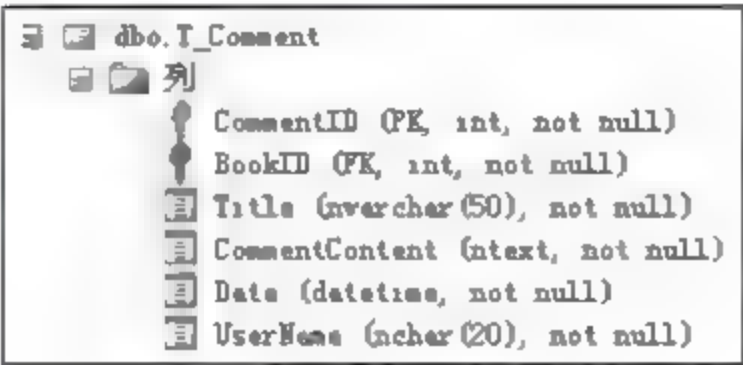 dbo.T_Comment
列
CommentID (PK, int, not null)
BookID (FK, int, not null)
Title (nvarchar(50), not null)
CommentContent (ntext, not null)
Date (datetime, not null)
UserName (nchar(20), not null)